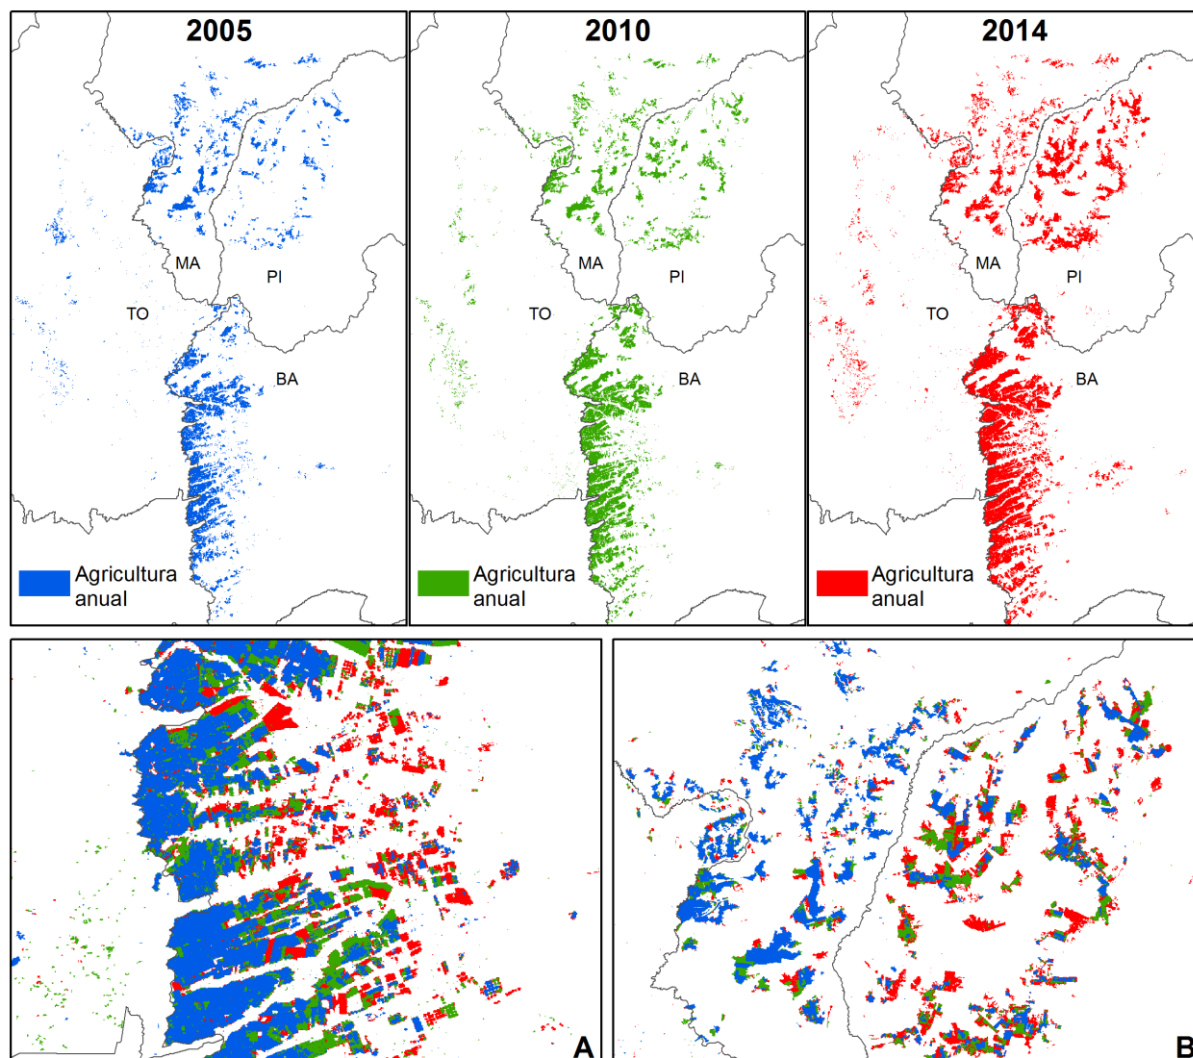 2005
MA
PI
TO
BA
Agricultura
anual
2010
MA
PI
TO
BA
Agricultura
anual
2014
MA
PI
TO
BA
Agricultura
anual
A
B